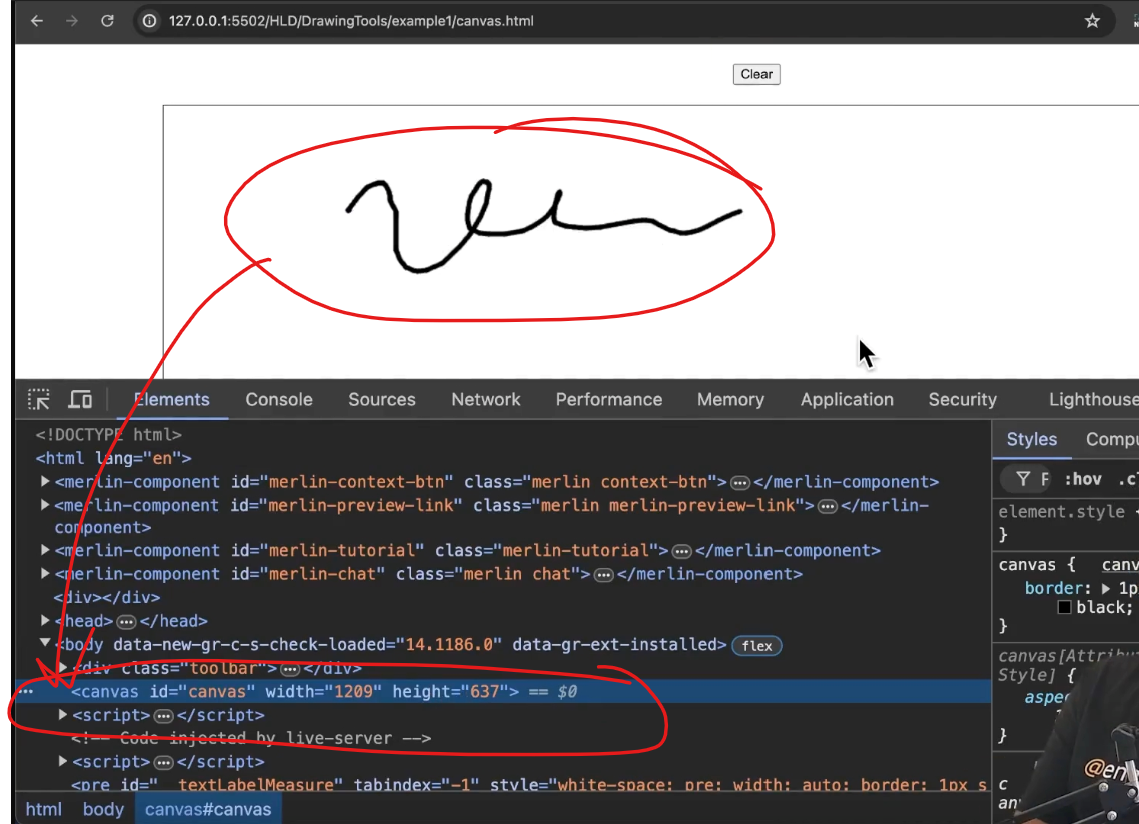 127.0.0.1:5502/HLD/DrawingTools/example1/canvas.html
Clear
Elements Console Sources Network Performance Memory Application Security Lighthouse
<!DOCTYPE html>
<html lang="en">
<merlin-component id="merlin-context-btn" class="merlin context-btn"> </merlin-component>
<merlin-component id="merlin-preview-link" class="merlin merlin-preview-link"> </merlin-
component>
<merlin-component id="merlin-tutorial" class="merlin-tutorial"> </merlin-component>
<merlin-component id="merlin-chat" class="merlin chat"> </merlin-component>
<div></div>
<head> </head>
<body data-new-gr-c-s-check-loaded="14.1186.0" data-gr-ext-installed> flex
<div class="toolbar"> </div>
<canvas id="canvas" width="1209" height="637"> == $0
<script> </script>
<!-- Code injected by live-server -->
<script> </script>
<pre id=" textLabelMeasure" tabindex="-1" style="white-space: pre; width: auto; border: 1px s
html body canvas#canvas
Styles Compu
F :hov .c
element.style {
}
canvas { canv
border: 1p
black;
}
canvas[Attribu
Style] {
aspe
}
c
@en